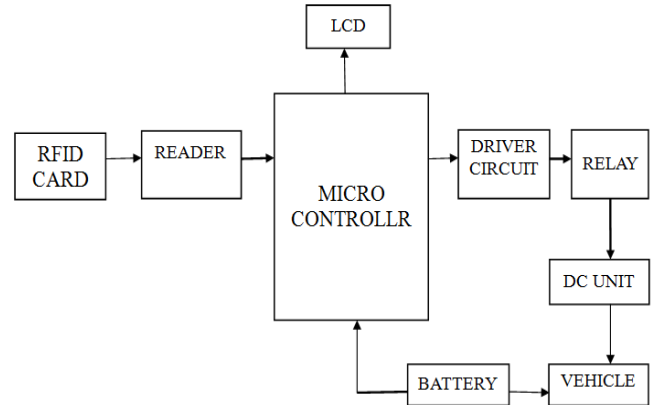 LCD
RFID
CARD
READER
MICRO
CONTROLLR
DRIVER
CIRCUIT
RELAY
DC UNIT
BATTERY
VEHICLE